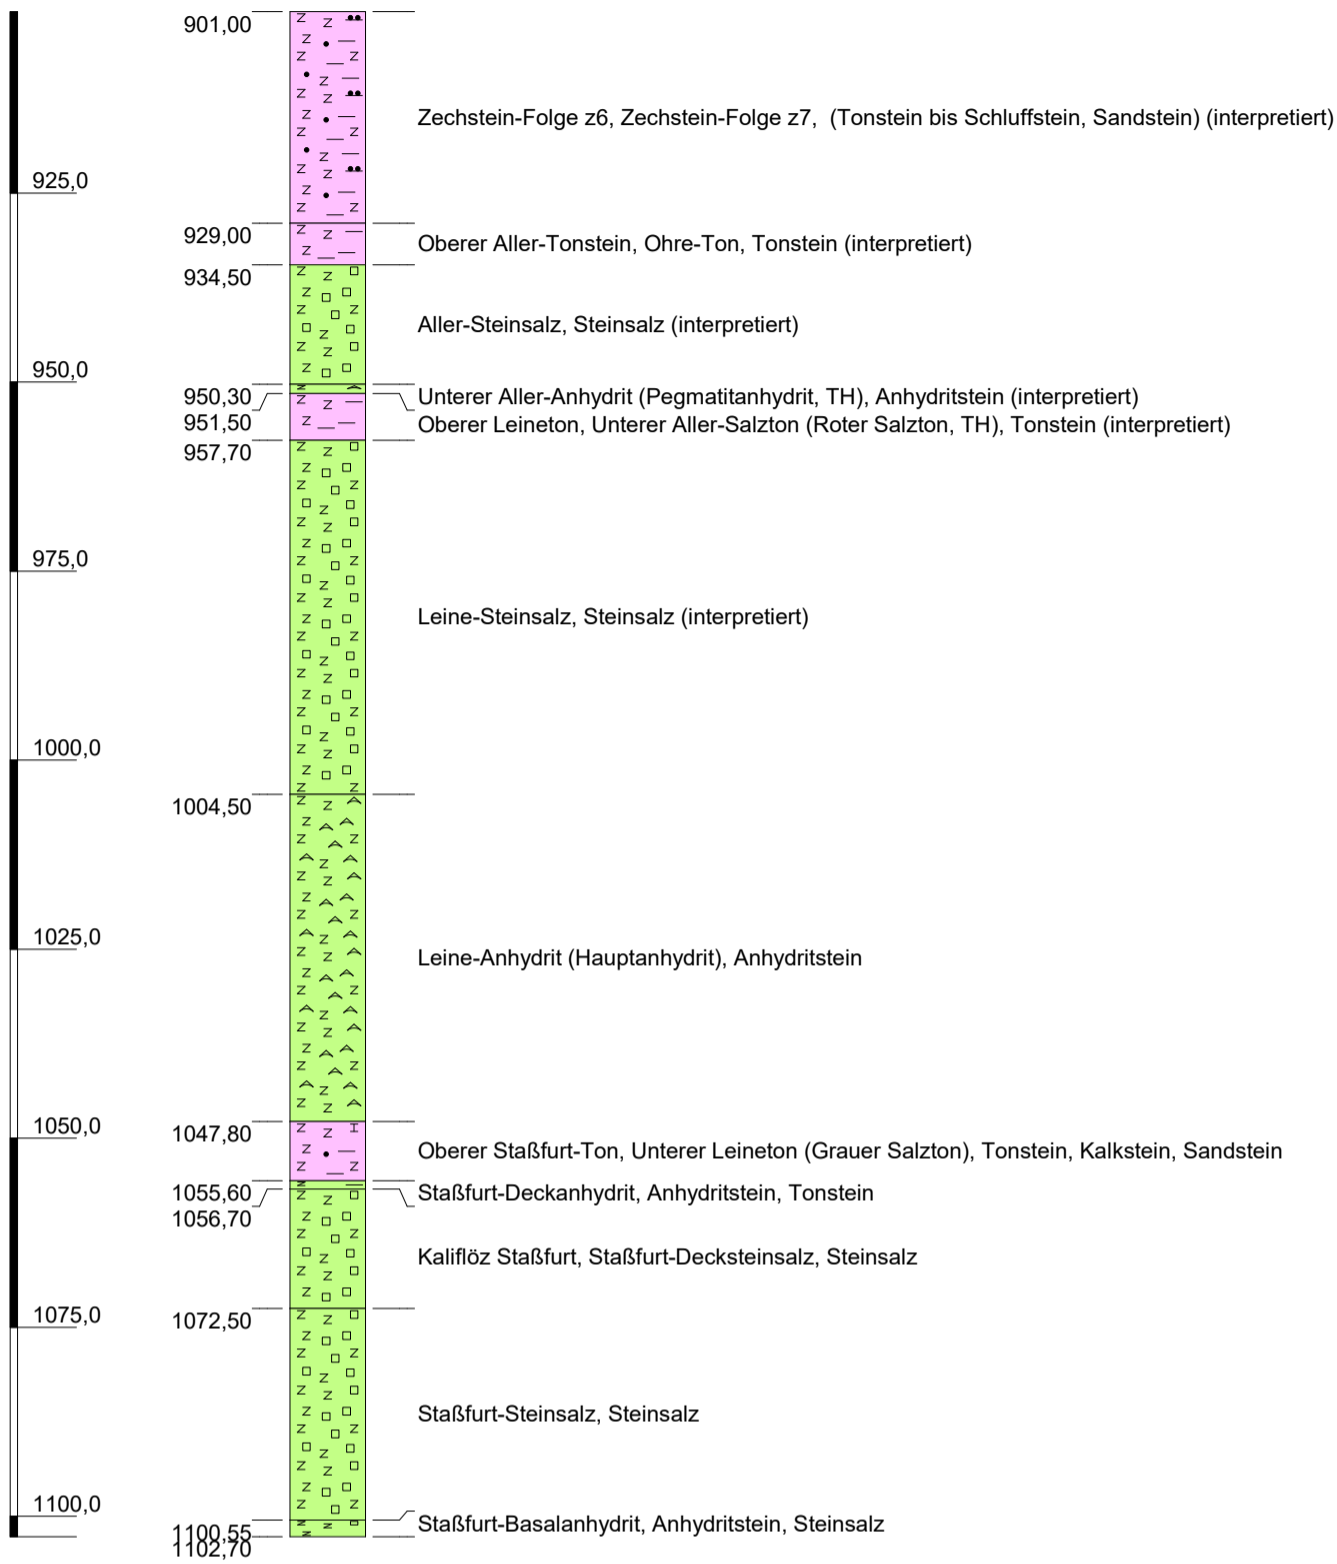 901,00
Zechstein-Folge z6, Zechstein-Folge z7,  (Tonstein bis Schluffstein, Sandstein) (interpretiert)
925,0
929,00
Oberer Aller-Tonstein, Ohre-Ton, Tonstein (interpretiert)
934,50
Aller-Steinsalz, Steinsalz (interpretiert)
950,0
950,30
Unterer Aller-Anhydrit (Pegmatitanhydrit, TH), Anhydritstein (interpretiert)
951,50
Oberer Leineton, Unterer Aller-Salzton (Roter Salzton, TH), Tonstein (interpretiert)
957,70
975,0
Leine-Steinsalz, Steinsalz (interpretiert)
1000,0
1004,50
1025,0
Leine-Anhydrit (Hauptanhydrit), Anhydritstein
1050,0
1047,80
Oberer Staßfurt-Ton, Unterer Leineton (Grauer Salzton), Tonstein, Kalkstein, Sandstein
1055,60
Staßfurt-Deckanhydrit, Anhydritstein, Tonstein
1056,70
Kaliflöz Staßfurt, Staßfurt-Decksteinsalz, Steinsalz
1075,0
1072,50
Staßfurt-Steinsalz, Steinsalz
1100,0
1100,55
Staßfurt-Basalanhydrit, Anhydritstein, Steinsalz
1102,70